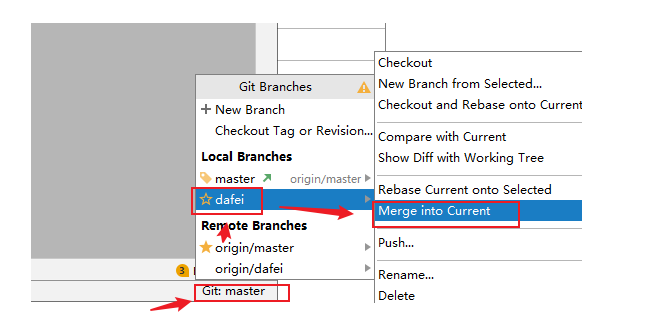 Git Branches
New Branch
Checkout Tag or Revision...
Local Branches
master origin/master
dafei
Remote Branches
origin/master
origin/dafei
3
Git: master
Checkout
New Branch from Selected...
Checkout and Rebase onto Current
Compare with Current
Show Diff with Working Tree
Rebase Current onto Selected
Merge into Current
Push...
Rename...
Delete